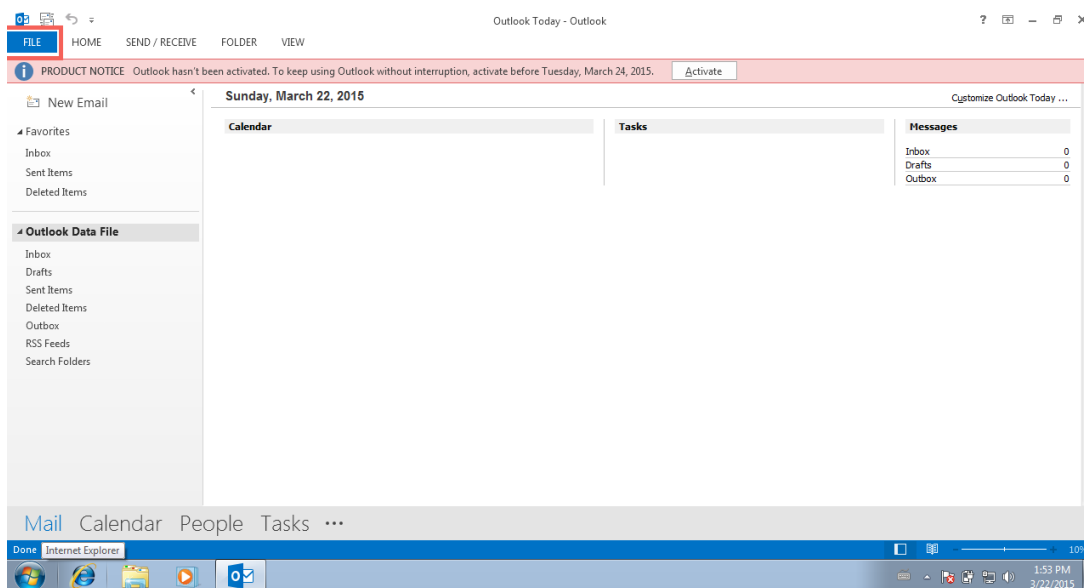 Outlook Today - Outlook
FILE HOME SEND / RECEIVE FOLDER VIEW
PRODUCT NOTICE Outlook hasn't been activated. To keep using Outlook without interruption, activate before Tuesday, March 24, 2015. Activate
New Email
Favorites
Inbox
Sent Items
Deleted Items
Outlook Data File
Inbox
Drafts
Sent Items
Deleted Items
Outbox
RSS Feeds
Search Folders
Sunday, March 22, 2015
Customize Outlook Today ...
Calendar
Tasks
Messages
Inbox 0
Drafts 0
Outbox 0
Mail Calendar People Tasks ...
Done
Internet Explorer
10%
1:53 PM
3/22/2015